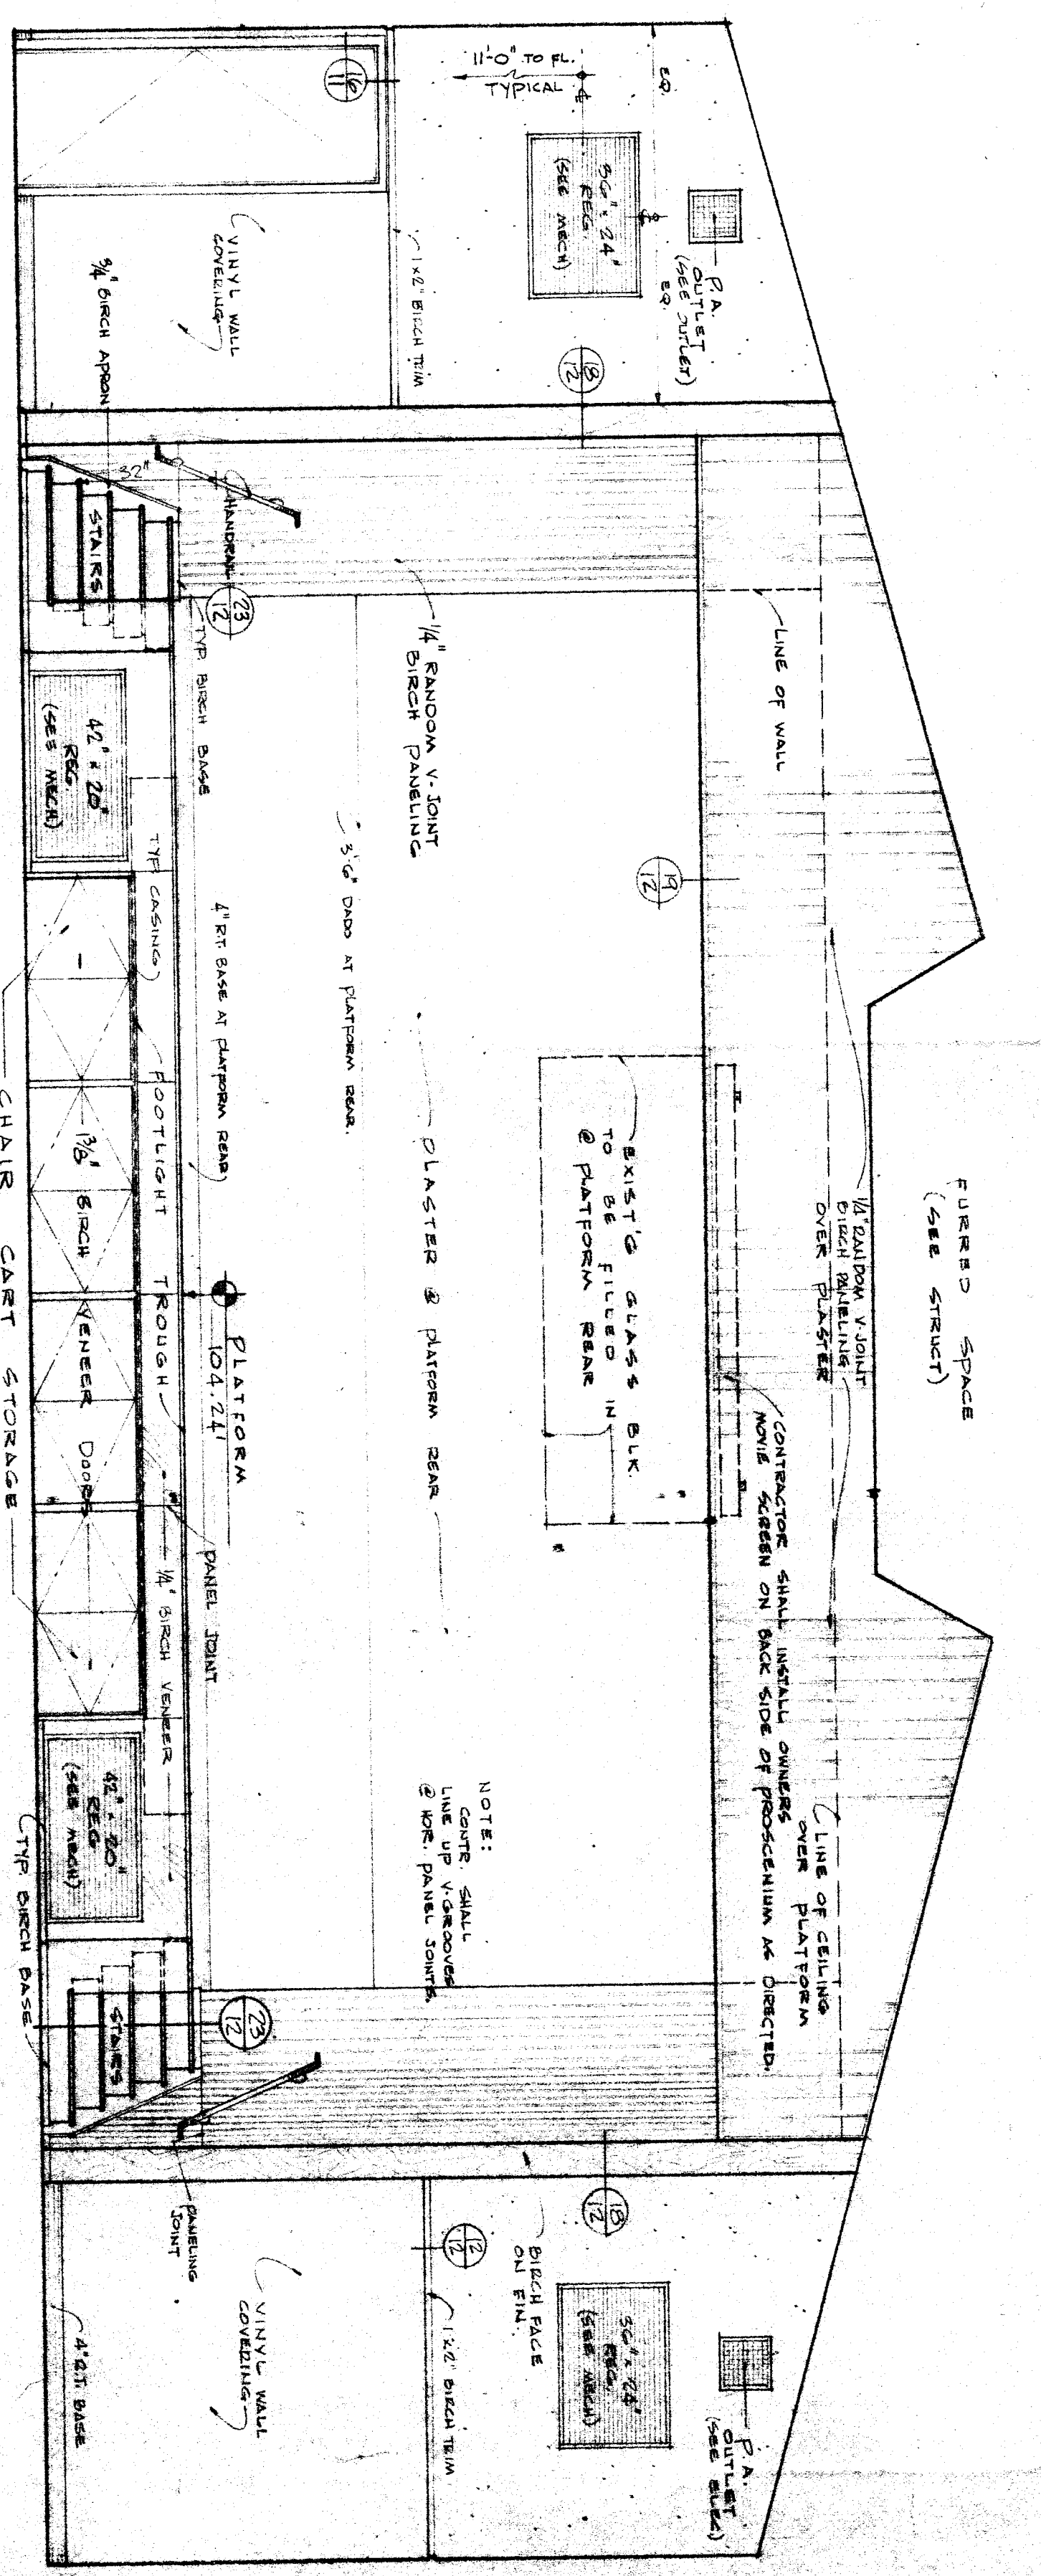 FURRED SPACE
(SEE STRUCT)
1/4" RANDOM V-JOINT
BIRCH PANELING
OVER PLASTER
LINE OF CEILING
OVER PLATFORM
CONTRACTOR SHALL INSTALL OWNERS
MOVIE SCREEN ON BACK SIDE OF PROSCENIUM AS DIRECTED.
LINE OF WALL
P.A.
OUTLET
(SEE OUTLET)
EQ.
EQ.
11'-0" TO FL.
TYPICAL
36" x 24"
REG.
(SEE MECH)
16
11
18
12
1 x 2" BIRCH TRIM
VINYL WALL
COVERING
3/4" BIRCH APRON
32"
HANDRAIL
STAIRS
23
12
TYP. BIRCH BASE
1/4" RANDOM V-JOINT
BIRCH PANELING
19
12
EXIST'G GLASS BLK.
TO BE FILLED IN
@ PLATFORM REAR
PLASTER @ PLATFORM REAR
3'6" DADO AT PLATFORM REAR.
4" R.T. BASE AT PLATFORM REAR
PLATFORM
104.24'
NOTE:
CONTR. SHALL
LINE UP V-GROOVES
@ HOR. PANEL JOINTS.
42" x 20"
REG.
(SEE MECH)
TYP. CASING
FOOTLIGHT TROUGH
1 3/8" BIRCH VENEER DOORS
PANEL JOINT
1/4" BIRCH VENEER
CHAIR CART STORAGE
42" x 20"
REG
(SEE MECH)
TYP. BIRCH BASE
STAIRS
23
12
PANELING
JOINT
18
12
BIRCH FACE
ON FIN.
12
12
1 x 2" BIRCH TRIM
36" x 24"
REG.
(SEE MECH)
P.A.
OUTLET
(SEE ELEC)
VINYL WALL
COVERING
4" R.T. BASE